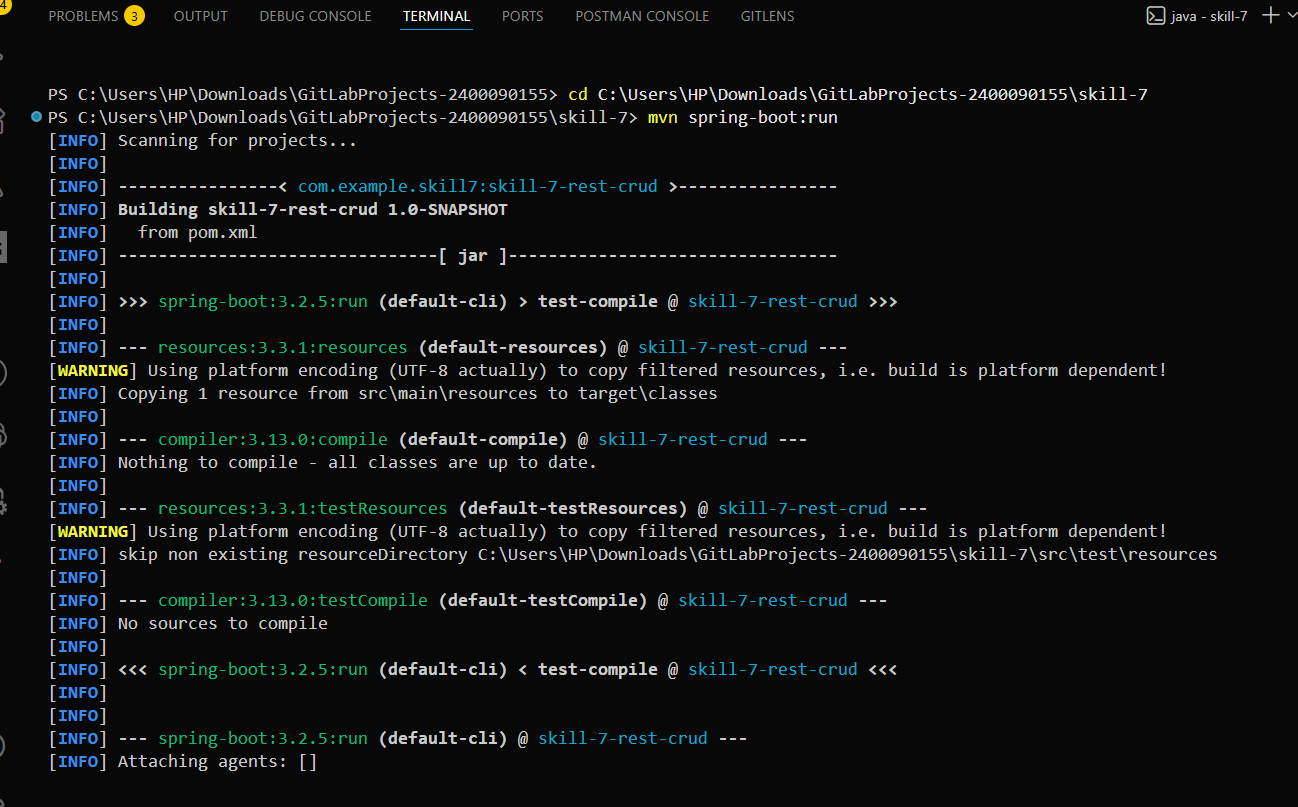 4
PROBLEMS 3 OUTPUT DEBUG CONSOLE TERMINAL PORTS POSTMAN CONSOLE GITLENS java - skill-7
PS C:\Users\HP\Downloads\GitLabProjects-2400090155> cd C:\Users\HP\Downloads\GitLabProjects-2400090155\skill-7
PS C:\Users\HP\Downloads\GitLabProjects-2400090155\skill-7> mvn spring-boot:run
[INFO] Scanning for projects...
[INFO]
[INFO] ----------------< com.example.skill7:skill-7-rest-crud >----------------
[INFO] Building skill-7-rest-crud 1.0-SNAPSHOT
[INFO]   from pom.xml
[INFO] --------------------------------[ jar ]---------------------------------
[INFO]
[INFO] >>> spring-boot:3.2.5:run (default-cli) > test-compile @ skill-7-rest-crud >>>
[INFO]
[INFO] --- resources:3.3.1:resources (default-resources) @ skill-7-rest-crud ---
[WARNING] Using platform encoding (UTF-8 actually) to copy filtered resources, i.e. build is platform dependent!
[INFO] Copying 1 resource from src\main\resources to target\classes
[INFO]
[INFO] --- compiler:3.13.0:compile (default-compile) @ skill-7-rest-crud ---
[INFO] Nothing to compile - all classes are up to date.
[INFO]
[INFO] --- resources:3.3.1:testResources (default-testResources) @ skill-7-rest-crud ---
[WARNING] Using platform encoding (UTF-8 actually) to copy filtered resources, i.e. build is platform dependent!
[INFO] skip non existing resourceDirectory C:\Users\HP\Downloads\GitLabProjects-2400090155\skill-7\src\test\resources
[INFO]
[INFO] --- compiler:3.13.0:testCompile (default-testCompile) @ skill-7-rest-crud ---
[INFO] No sources to compile
[INFO]
[INFO] <<< spring-boot:3.2.5:run (default-cli) < test-compile @ skill-7-rest-crud <<<
[INFO]
[INFO]
[INFO] --- spring-boot:3.2.5:run (default-cli) @ skill-7-rest-crud ---
[INFO] Attaching agents: []